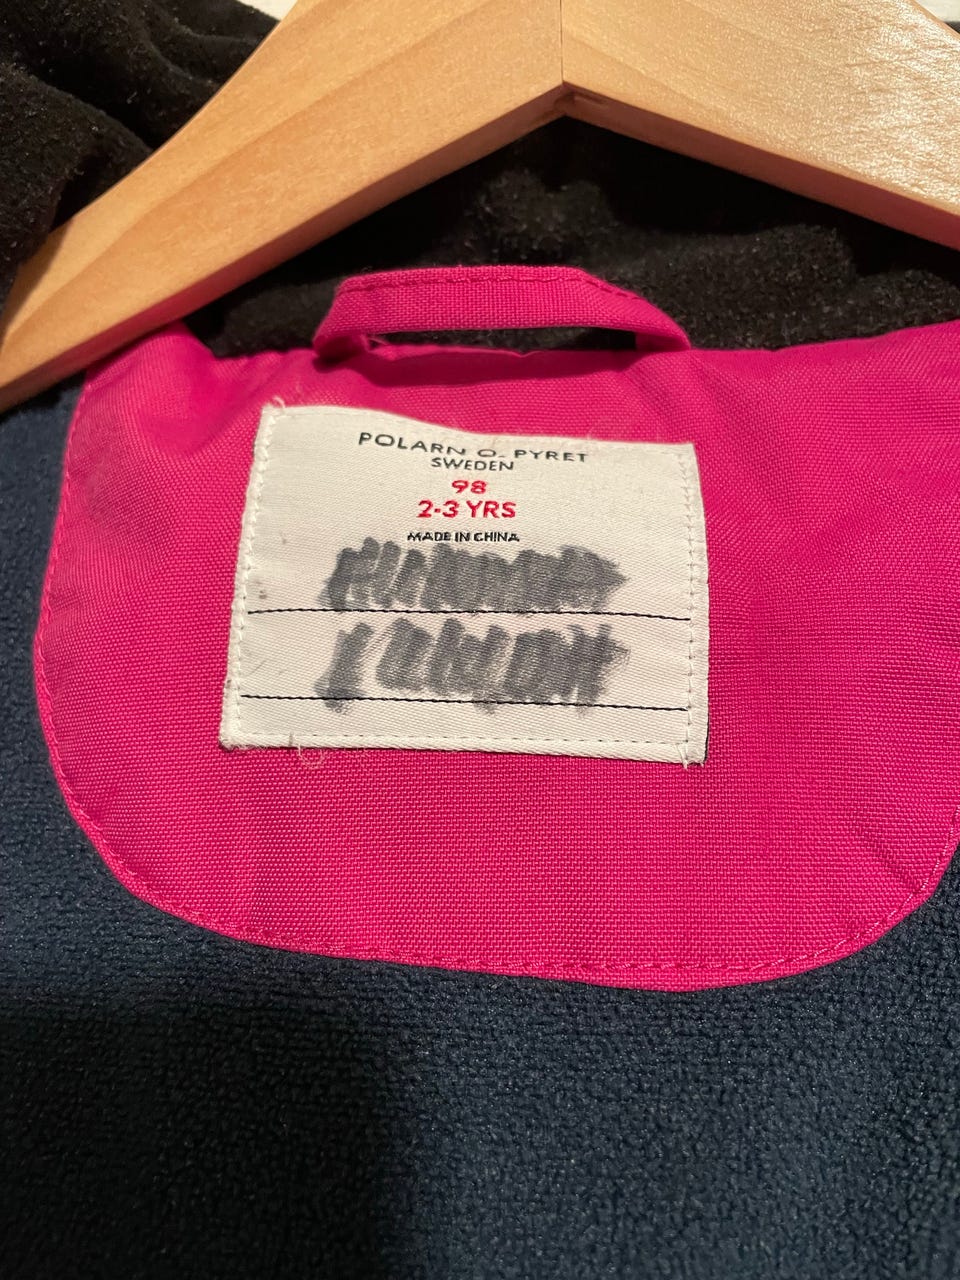 POLARN O. PYRET
SWEDEN
98
2-3 YRS
MADE IN CHINA